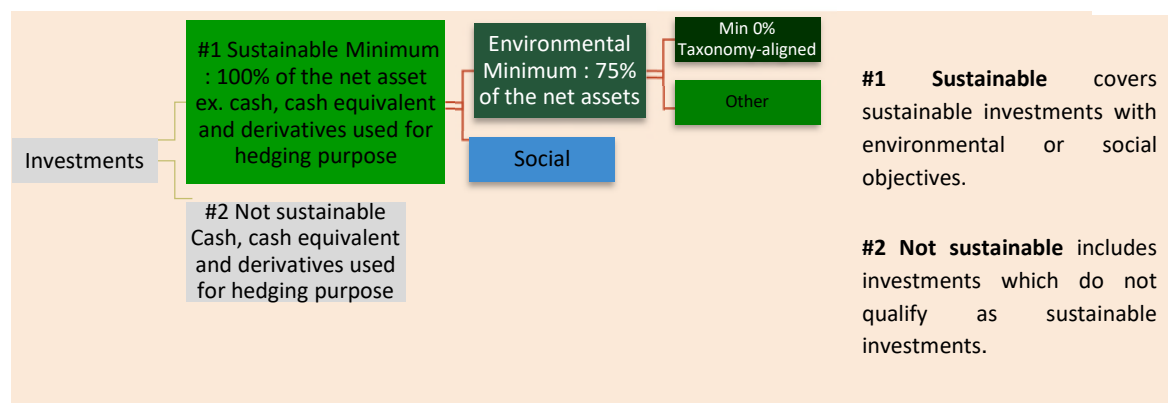 Investments
#1 Sustainable Minimum
: 100% of the net asset
ex. cash, cash equivalent
and derivatives used for
hedging purpose
#2 Not sustainable
Cash, cash equivalent
and derivatives used
for hedging purpose
Environmental
Minimum : 75%
of the net assets
Social
Min 0%
Taxonomy-aligned
Other
#1 Sustainable covers
sustainable investments with
environmental or social
objectives.
#2 Not sustainable includes
investments which do not
qualify as sustainable
investments.